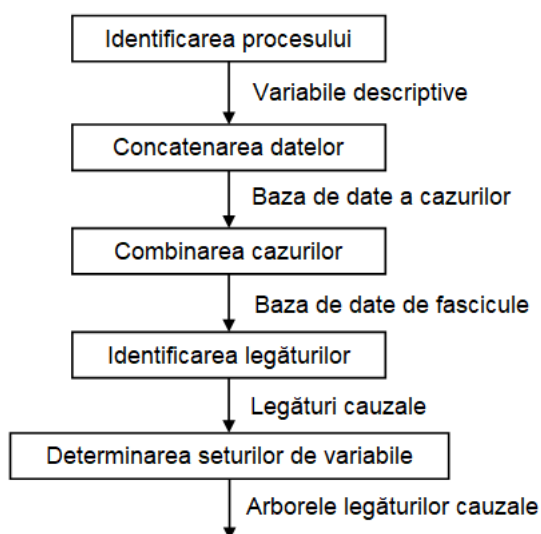 Identificarea procesului
Variabile descriptive
Concatenarea datelor
Baza de date a cazurilor
Combinarea cazurilor
Baza de date de fascicule
Identificarea legăturilor
Legături cauzale
Determinarea seturilor de variabile
Arborele legăturilor cauzale